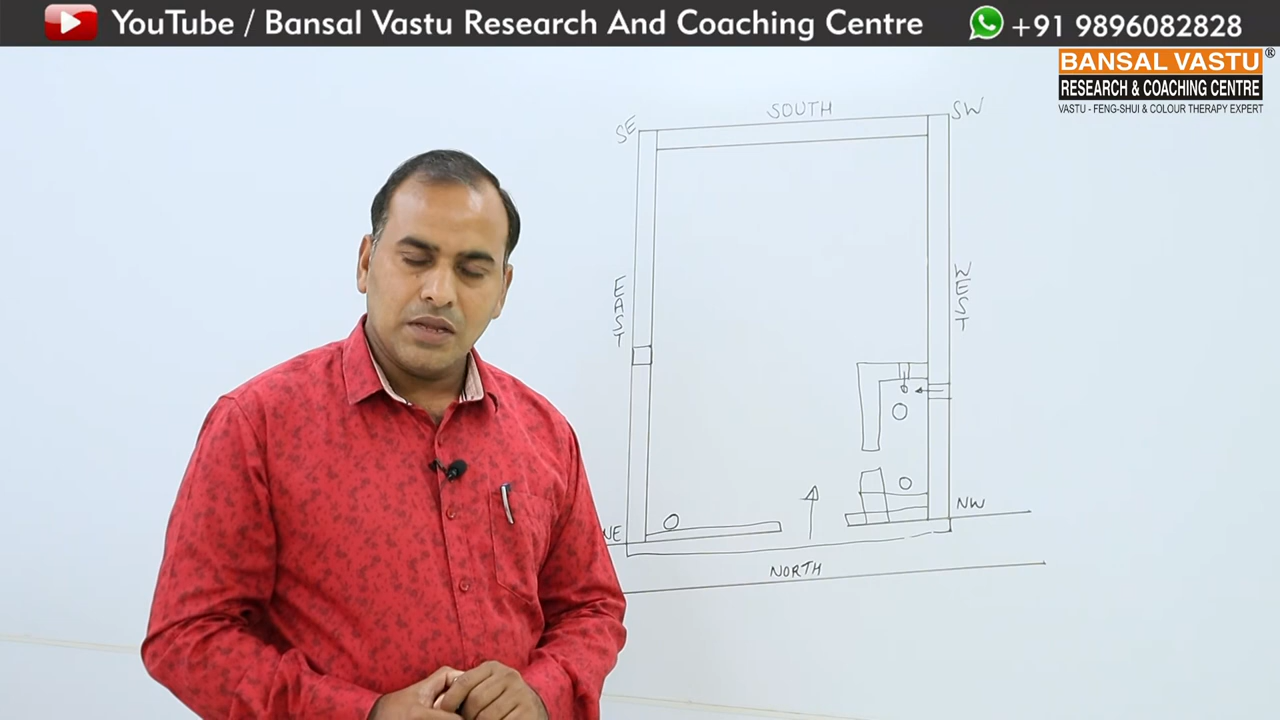 YouTube / Bansal Vastu Research And Coaching Centre
+91 9896082828
BANSAL VASTU®
RESEARCH & COACHING CENTRE
VASTU - FENG-SHUI & COLOUR THERAPY EXPERT
SE
SOUTH
SW
EAST
WEST
NE
NW
NORTH